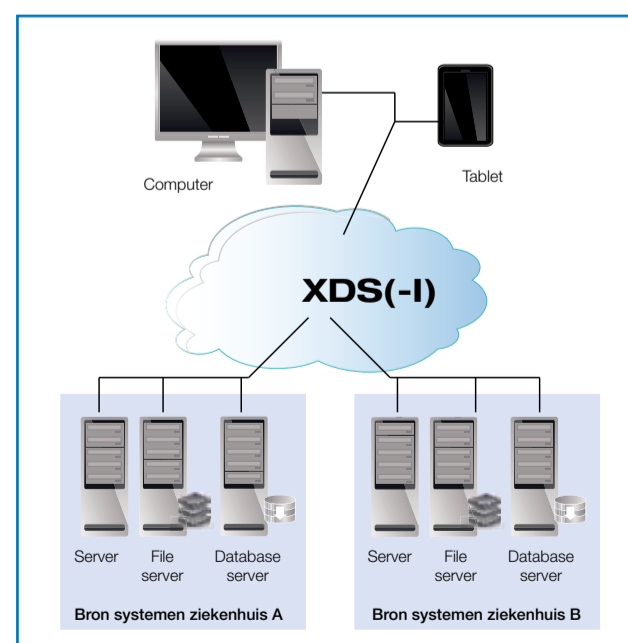 Computer
Tablet
XDS(-I)
Server
File
server
Database
server
Server
File
server
Database
server
Bron systemen ziekenhuis A
Bron systemen ziekenhuis B